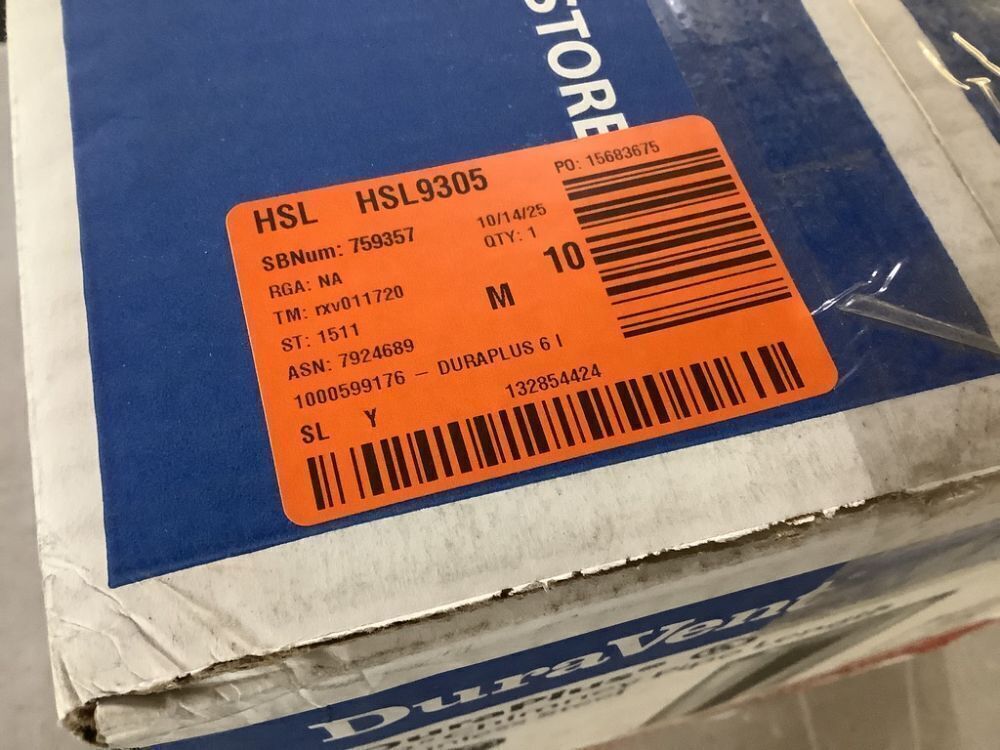 STORE
HSL HSL9305
PO: 15683675
SBNum: 759357 10/14/25
RGA: NA QTY: 1
TM: rxv011720 M 10
ST: 1511
ASN: 7924689
1000599176 – DURAPLUS 6 I
SL Y 132854424
DuraVent